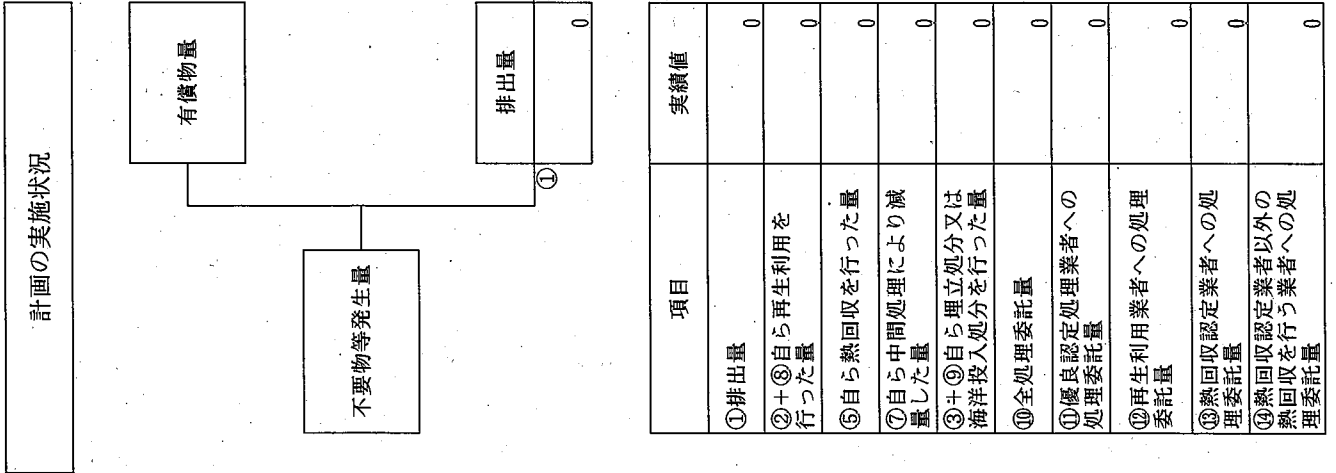 計画の実施状況
有償物量
不要物等発生量
排出量
①
0
項目
実績値
①排出量
0
②+⑧自ら再生利用を
行った量
0
⑤自ら熱回収を行った量
0
⑦自ら中間処理により減
量した量
0
③+⑨自ら埋立処分又は
海洋投入処分を行った量
0
⑩全処理委託量
0
⑪優良認定処理業者への
処理委託量
0
⑫再生利用業者への処理
委託量
0
⑬熱回収認定業者への処
理委託量
0
⑭熱回収認定業者以外の
熱回収を行う業者への処
理委託量
0